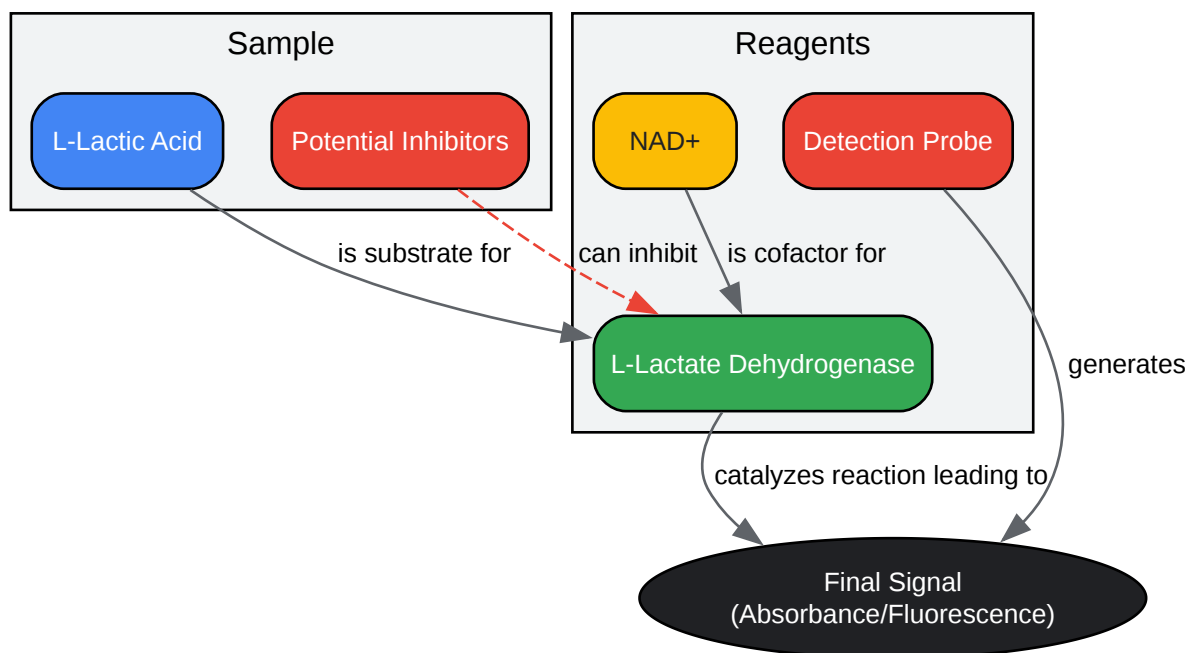 Sample
Reagents
L-Lactic Acid
Potential Inhibitors
NAD+
Detection Probe
is substrate for
can inhibit
is cofactor for
L-Lactate Dehydrogenase
generates
catalyzes reaction leading to
Final Signal
(Absorbance/Fluorescence)